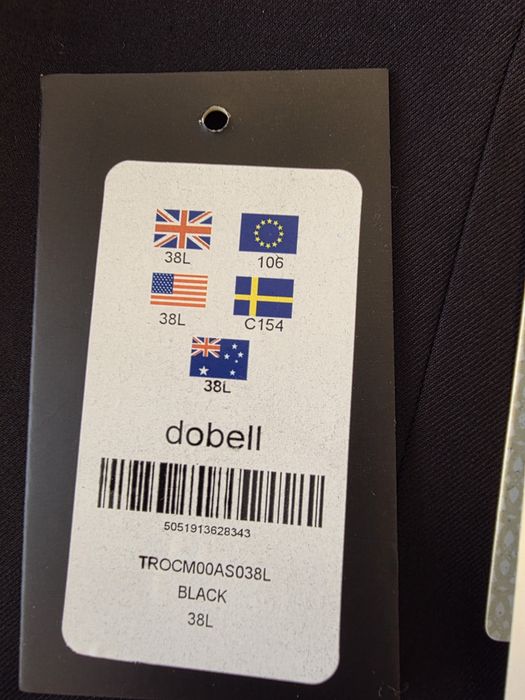 38L 106
38L C154
38L
dobell
5051913628343
TROCM00AS038L
BLACK
38L